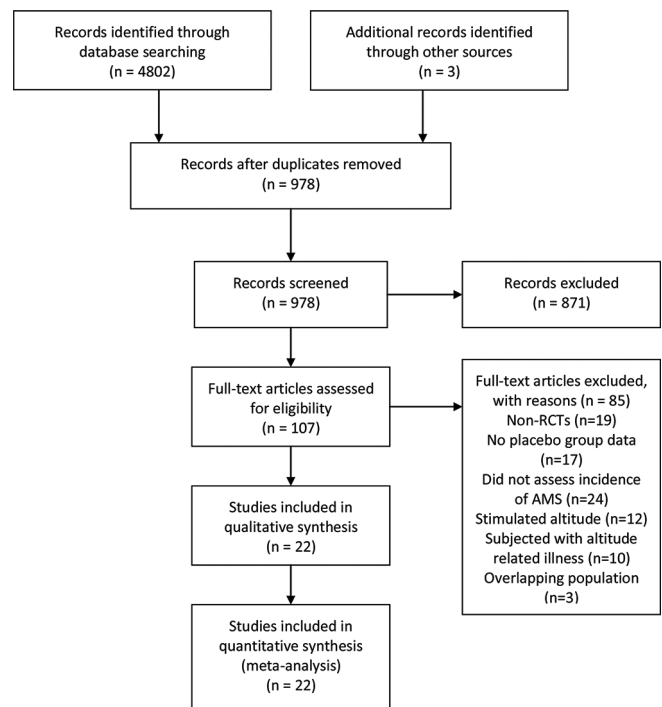 Records identified through
database searching
(n = 4802)
Additional records identified
through other sources
(n = 3)
Records after duplicates removed
(n = 978)
Records screened
(n = 978)
Records excluded
(n = 871)
Full-text articles assessed
for eligibility
(n = 107)
Full-text articles excluded,
with reasons (n = 85)
Non-RCTs (n=19)
No placebo group data
(n=17)
Did not assess incidence
of AMS (n=24)
Stimulated altitude (n=12)
Subjected with altitude
related illness (n=10)
Overlapping population
(n=3)
Studies included in
qualitative synthesis
(n = 22)
Studies included in
quantitative synthesis
(meta-analysis)
(n = 22)